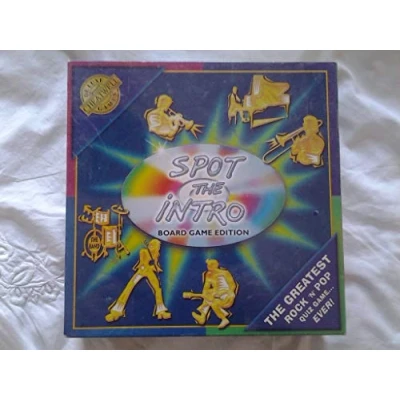 SPOT
THE
INTRO
BOARD GAME EDITION
THE GREATEST
ROCK 'N' POP
QUIZ GAME...
EVER!